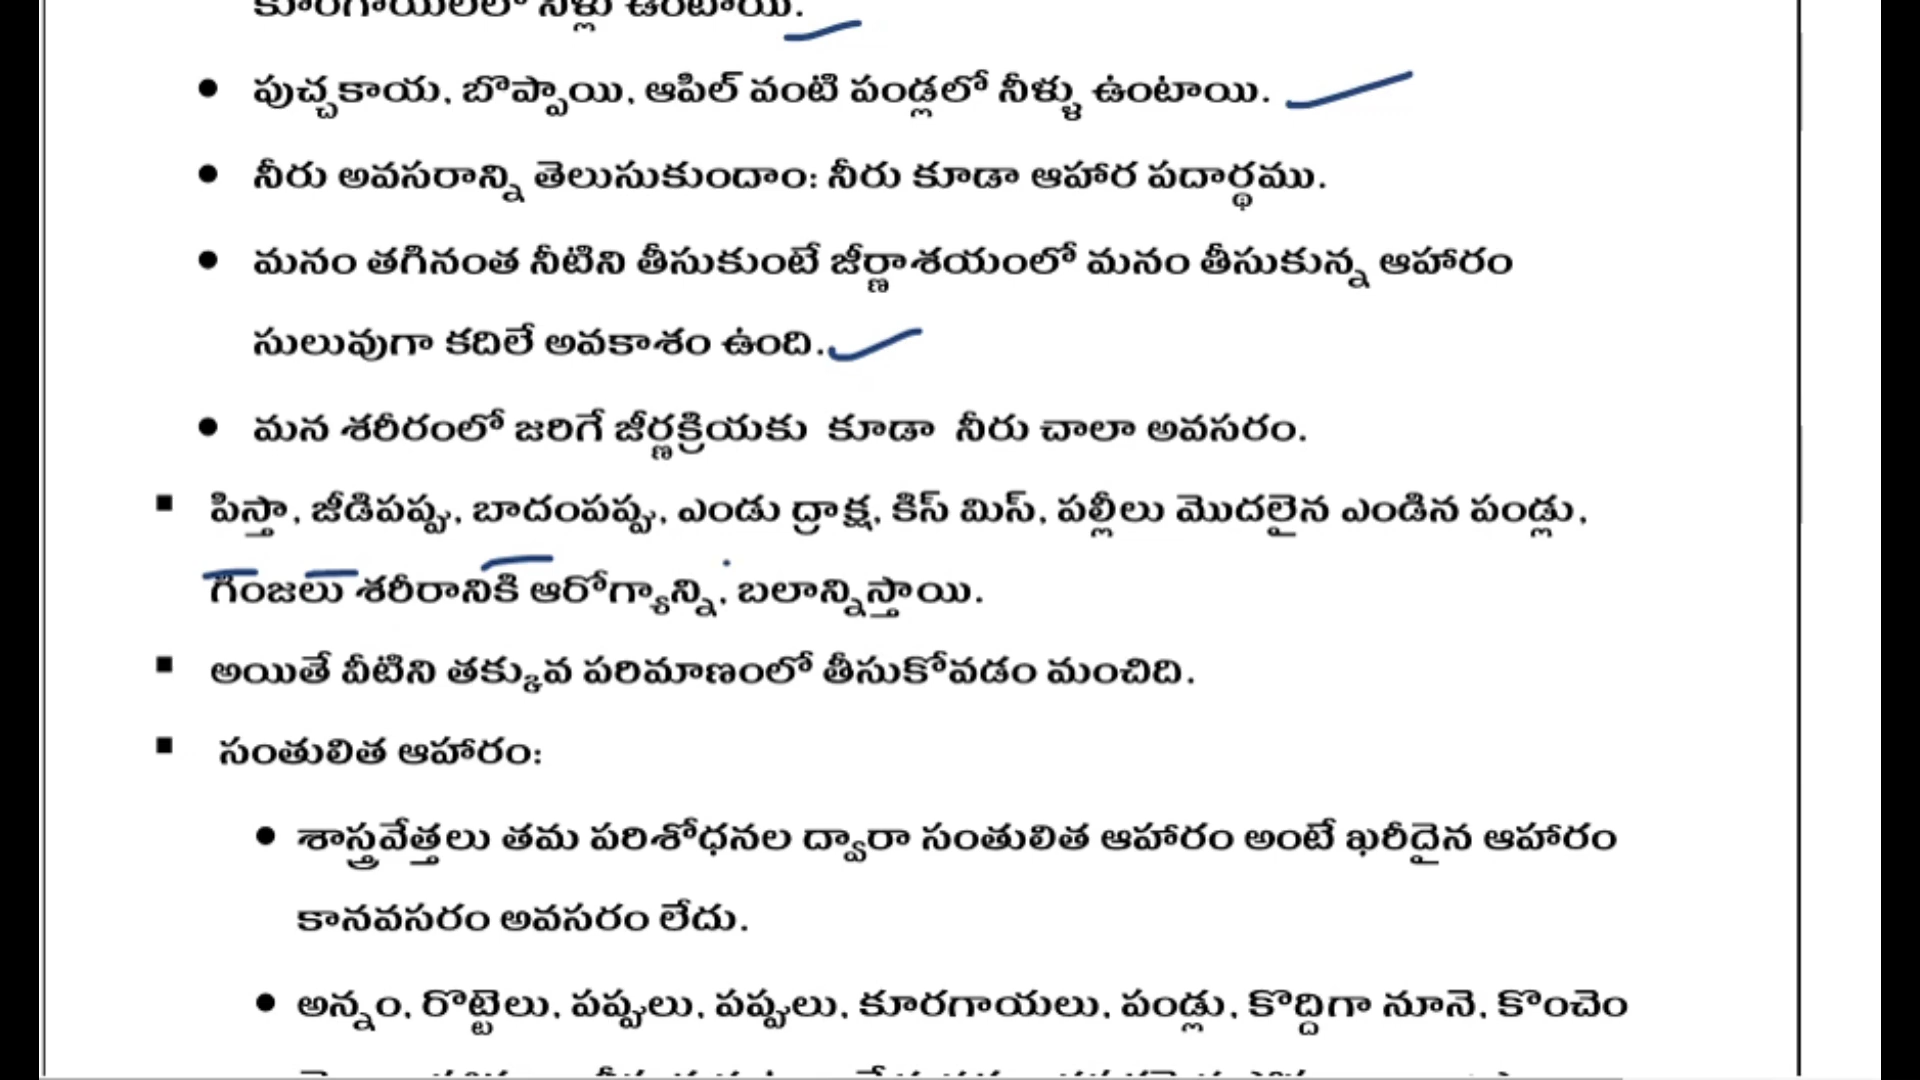 కూరగాయలలో నీళ్లు ఉంటాయి.
• పుచ్చకాయ, బొప్పాయి, ఆపిల్ వంటి పండ్లలో నీళ్ళు ఉంటాయి.
• నీరు అవసరాన్ని తెలుసుకుందాం: నీరు కూడా ఆహార పదార్థము.
• మనం తగినంత నీటిని తీసుకుంటే జీర్ణాశయంలో మనం తీసుకున్న ఆహారం
సులువుగా కదిలే అవకాశం ఉంది.
• మన శరీరంలో జరిగే జీర్ణక్రియకు కూడా నీరు చాలా అవసరం.
▪ పిస్తా, జీడిపప్పు, బాదంపప్పు, ఎండు ద్రాక్ష, కిస్ మిస్, పల్లీలు మొదలైన ఎండిన పండ్లు,
గింజలు శరీరానికి ఆరోగ్యాన్ని, బలాన్నిస్తాయి.
▪ అయితే వీటిని తక్కువ పరిమాణంలో తీసుకోవడం మంచిది.
▪ సంతులిత ఆహారం:
• శాస్త్రవేత్తలు తమ పరిశోధనల ద్వారా సంతులిత ఆహారం అంటే ఖరీదైన ఆహారం
కానవసరం అవసరం లేదు.
• అన్నం, రొట్టెలు, పప్పులు, పప్పులు, కూరగాయలు, పండ్లు, కొద్దిగా నూనె, కొంచెం